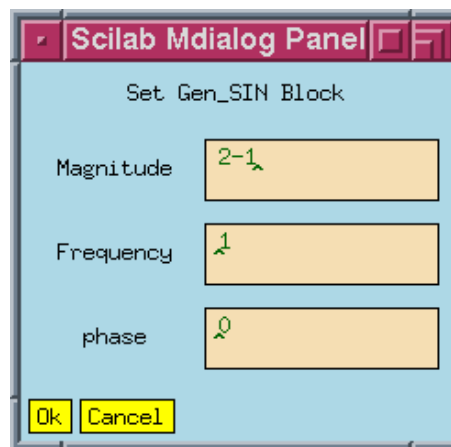 Scilab Mdialog Panel
Set Gen_SIN Block
Magnitude 2-1
Frequency 1
phase 0
Ok Cancel